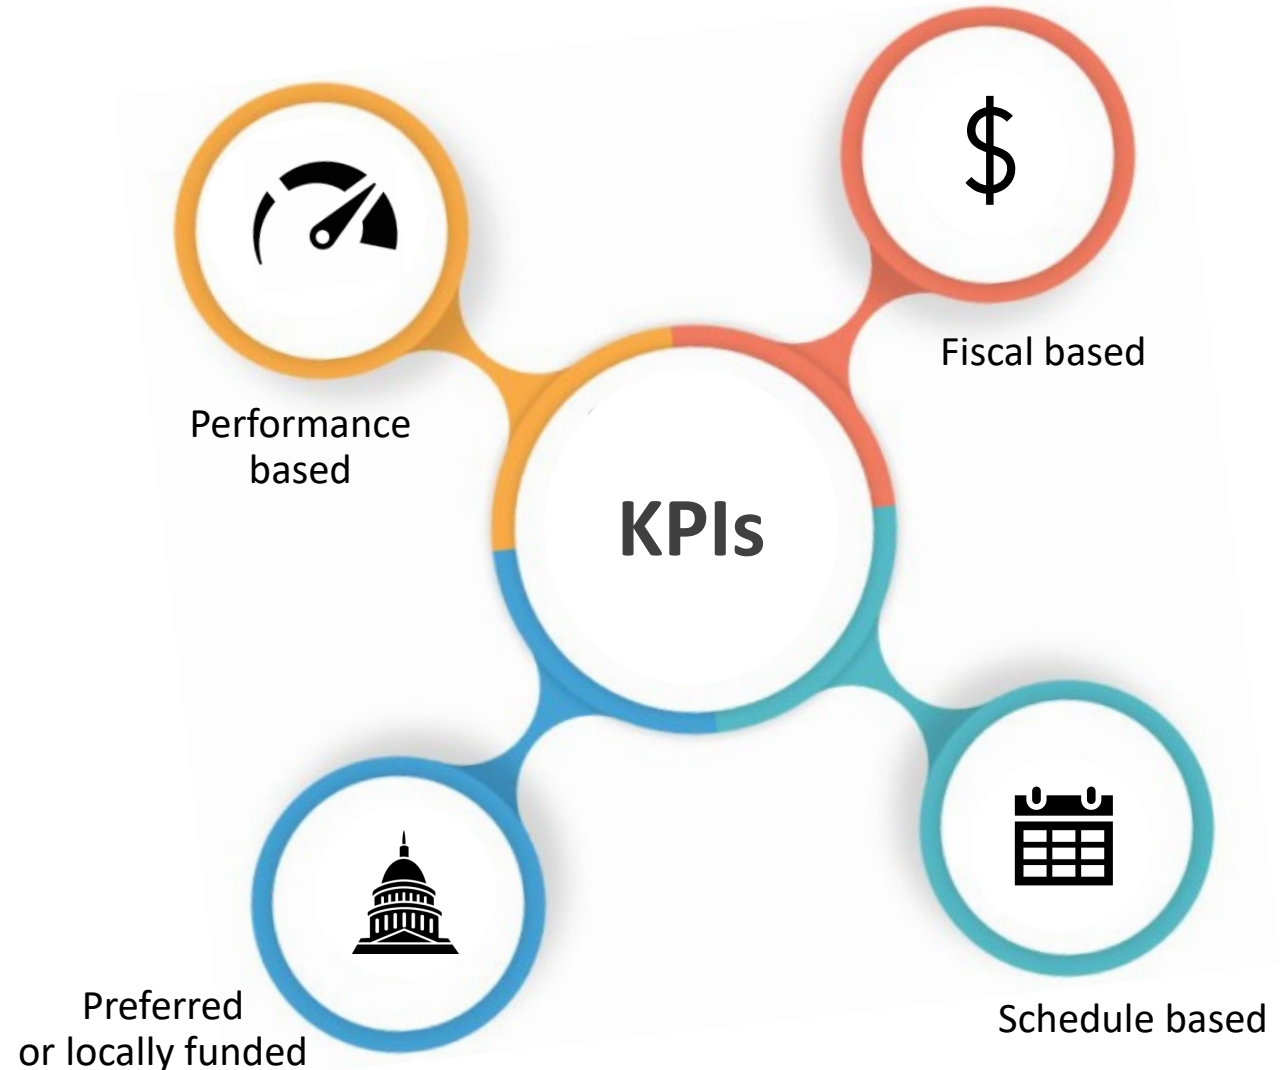 $
Fiscal based
Performance
based
KPIs
Preferred
or locally funded
Schedule based